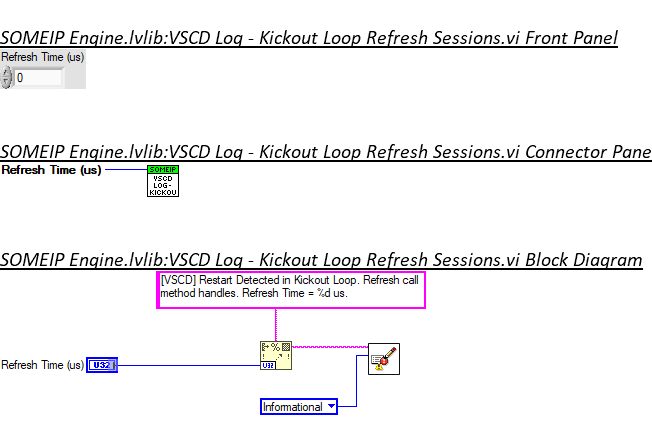 SOMEIP Engine.lvlib:VSCD Log - Kickout Loop Refresh Sessions.vi Front Panel
Refresh Time (us)
0
SOMEIP Engine.lvlib:VSCD Log - Kickout Loop Refresh Sessions.vi Connector Pane
Refresh Time (us)
SOMEIP
VSCD
LOG-
KICKOU
SOMEIP Engine.lvlib:VSCD Log - Kickout Loop Refresh Sessions.vi Block Diagram
[VSCD] Restart Detected in Kickout Loop. Refresh call
method handles. Refresh Time = %d us.
%
U32
Refresh Time (us)
U32
Informational